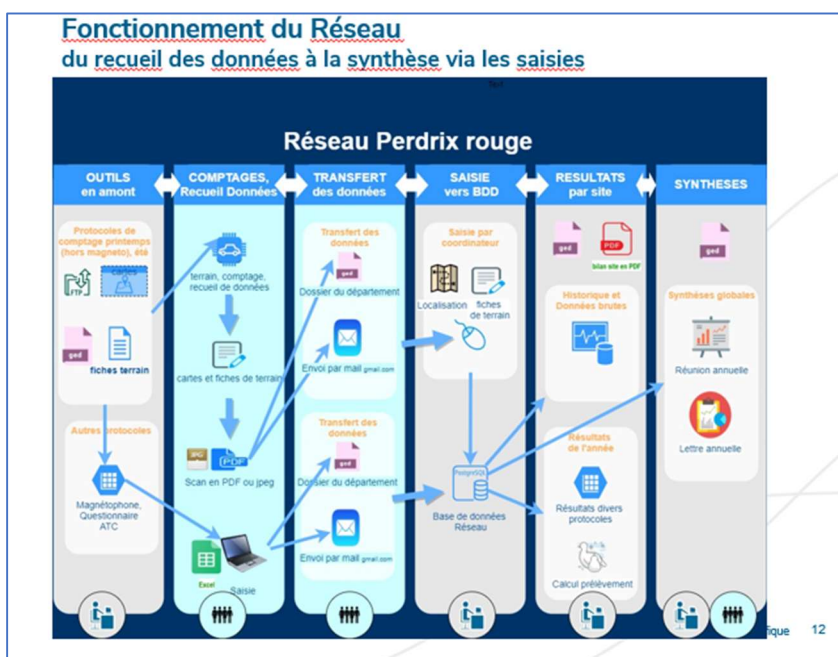 Fonctionnement du Réseau
du recueil des données à la synthèse via les saisies
Text
Réseau Perdrix rouge
OUTILS
en amont
COMPTAGES,
Recueil Données
TRANSFERT
des données
SAISIE
vers BDD
RESULTATS
par site
SYNTHESES
Protocoles de
comptage printemps
(hors magneto), été
FTP
cartes
ged
fiches terrain
Autres protocoles
Magnétophone,
Questionnaire
ATC
terrain, comptage,
recueil de données
cartes et fiches de terrain
JPG
PDF
Scan en PDF ou jpeg
Excel
Saisie
Transfert des
données
ged
Dossier du département
Envoi par mail gmail.com
Transfert des
données
ged
Dossier du département
Envoi par mail gmail.com
Saisie par
coordinateur
Localisation
fiches
de terrain
PostgreSQL
Base de données
Réseau
ged
PDF
bilan site en PDF
Historique et
Données brutes
Résultats
de l'année
Résultats divers
protocoles
Calcul prélèvement
ged
Synthèses globales
Réunion annuelle
Lettre annuelle
ifique 12